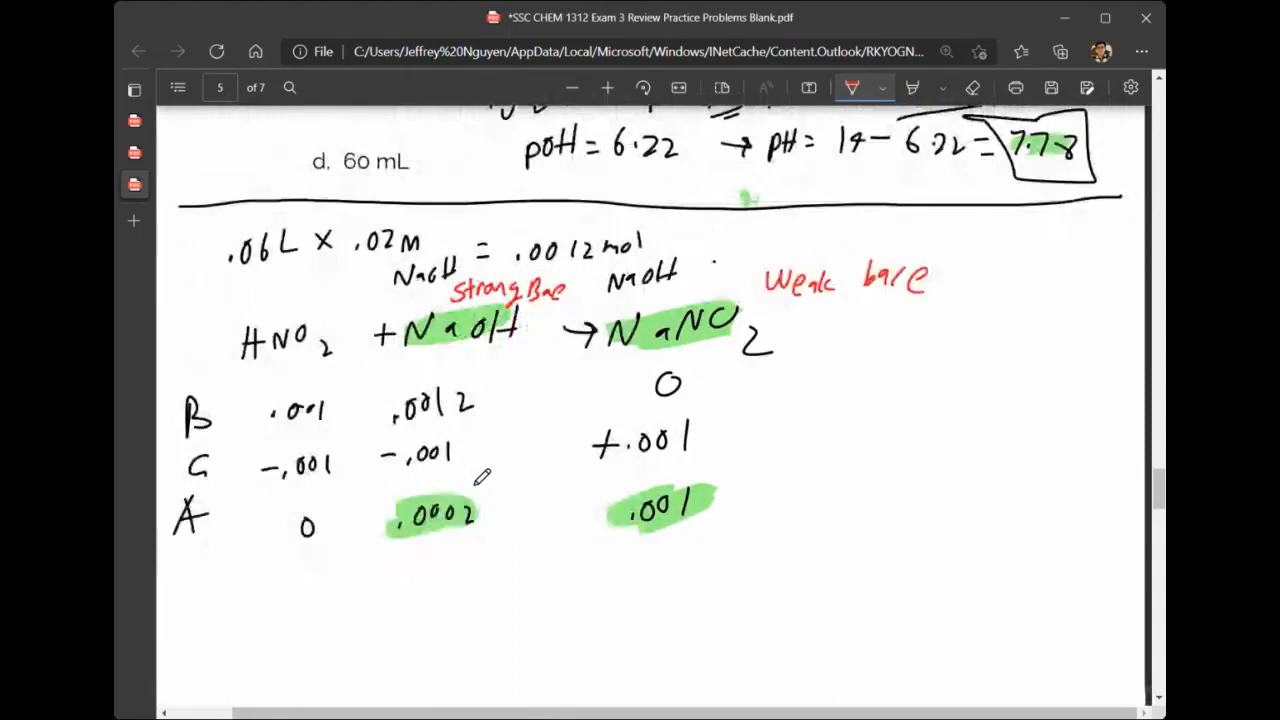 *SSC CHEM 1312 Exam 3 Review Practice Problems Blank.pdf
File C:/Users/Jeffrey%20Nguyen/AppData/Local/Microsoft/Windows/INetCache/Content.Outlook/RKYOGN...
5 of 7
pOH = 6.22 → pH = 14 - 6.22 = 7.78
d. 60 mL
.06L x .02M = .0012 mol
NaOH NaOH
Strong Bae Weak base
HNO2 + NaOH → NaNO2
B .001 .0012 0
C -.001 -.001 +.001
A 0 .0002 .001